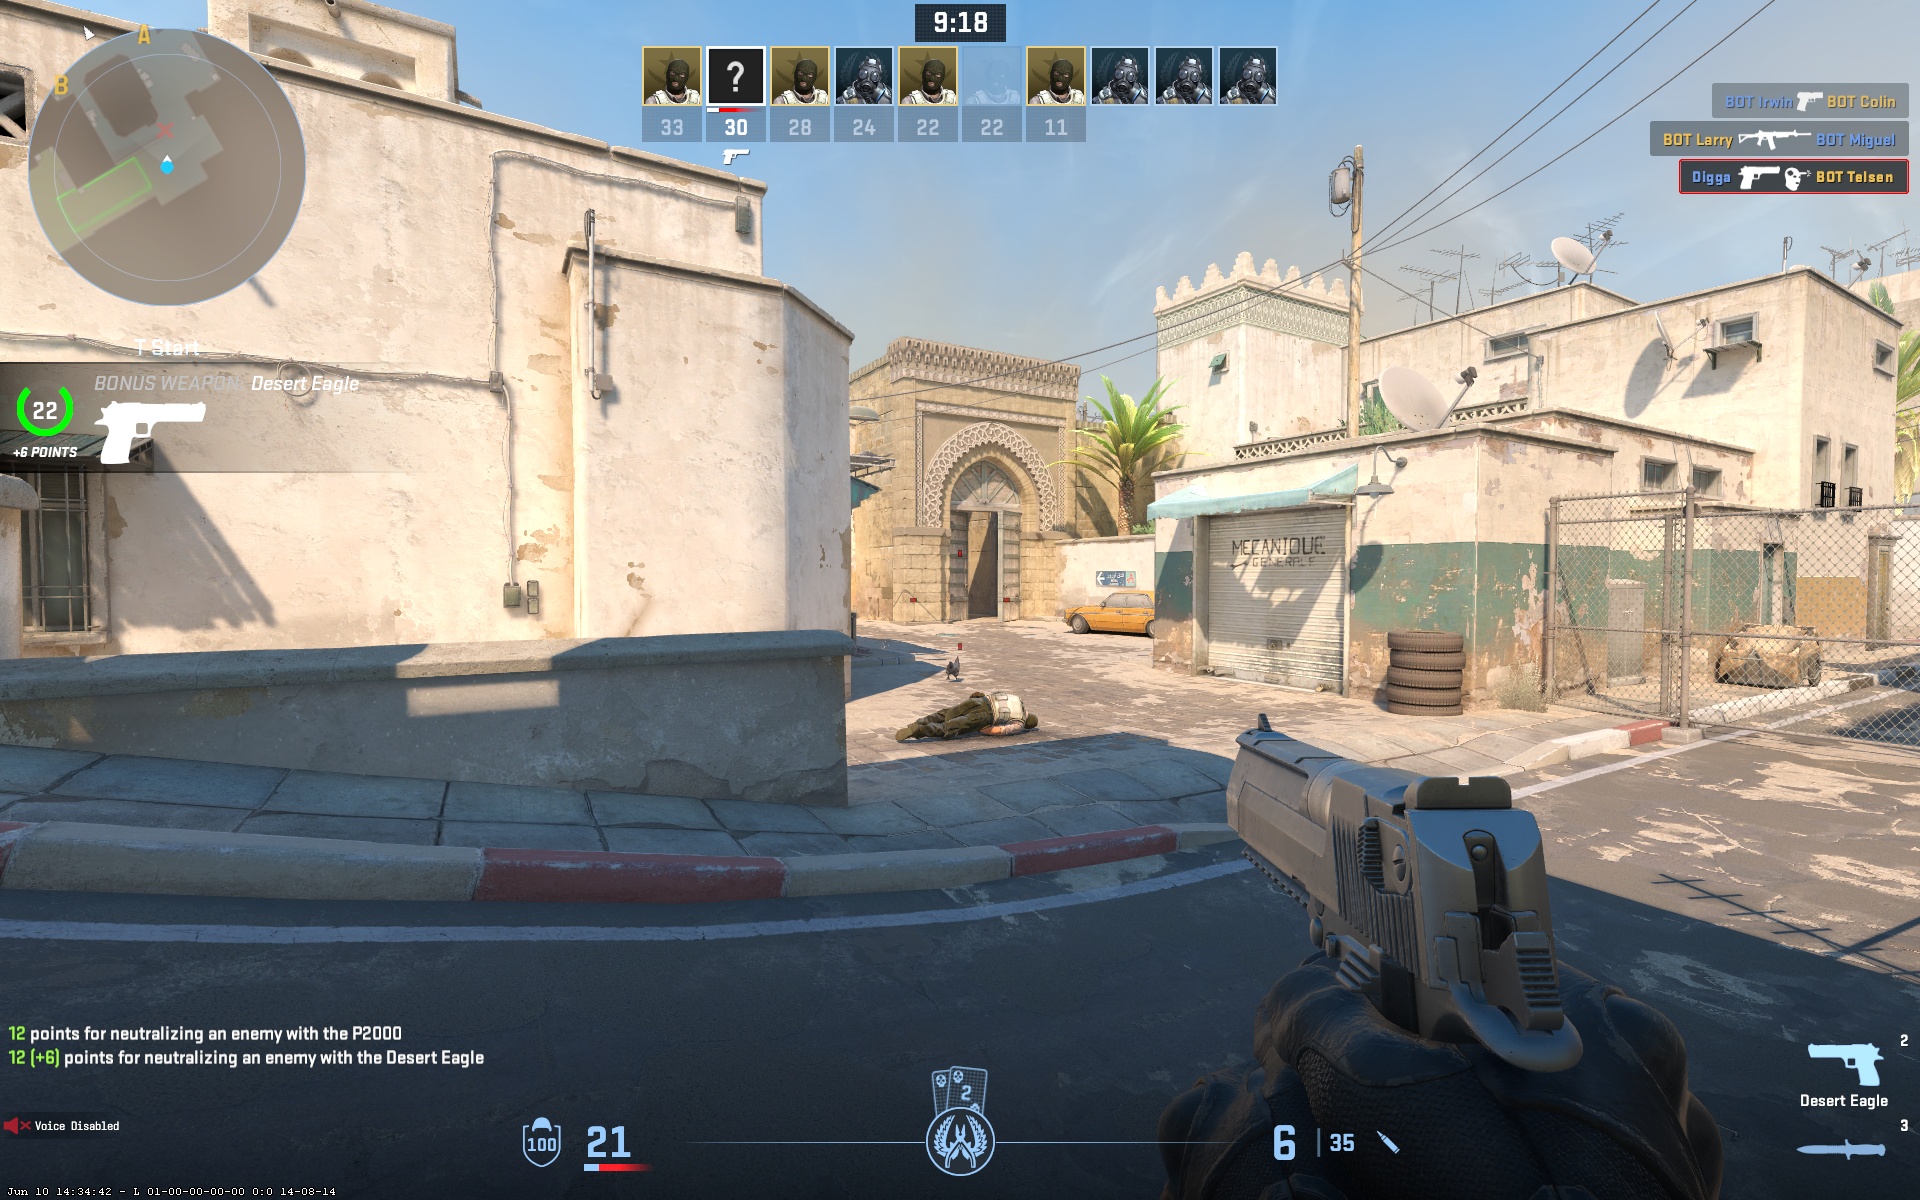 9:18
A
B
?
33 30 28 24 22 22 11
BOT Irwin BOT Colin
BOT Larry BOT Miguel
Digga BOT Telsen
T Start
BONUS WEAPON: Desert Eagle
22
+6 POINTS
MECANIQUE
GENERALE
12 points for neutralizing an enemy with the P2000
12 (+6) points for neutralizing an enemy with the Desert Eagle
Voice Disabled
100 21
2
6 | 35
2
Desert Eagle
3
Jun 10 14:34:42 - L 01-00-00-00-00 0:0 14-08-14